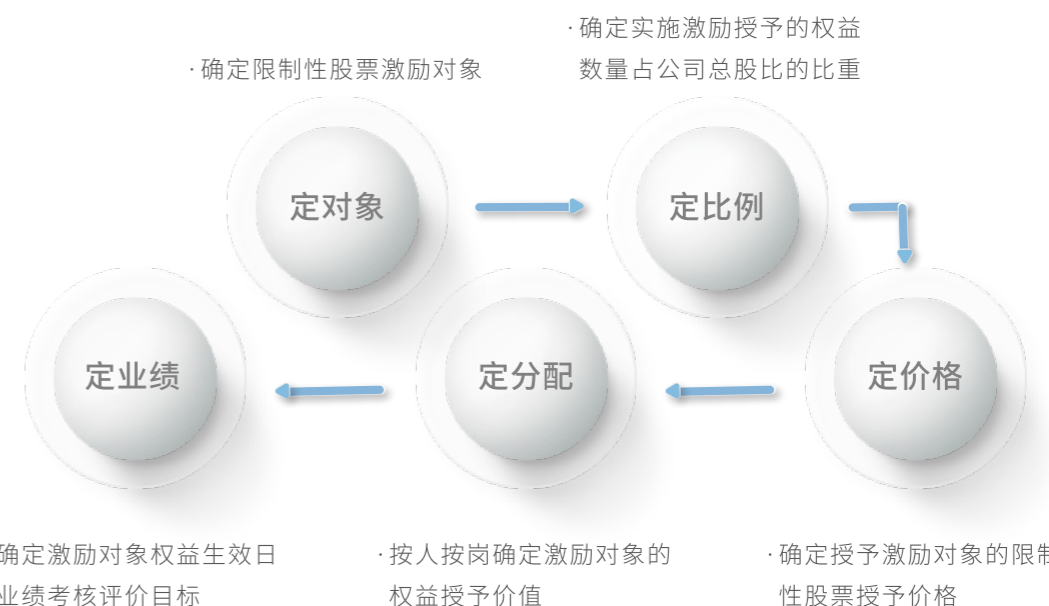 ·确定实施激励授予的权益
数量占公司总股比的比重
·确定限制性股票激励对象
定对象
定比例
定业绩
定分配
定价格
确定激励对象权益生效日
业绩考核评价目标
·按人按岗确定激励对象的
权益授予价值
·确定授予激励对象的限制
性股票授予价格